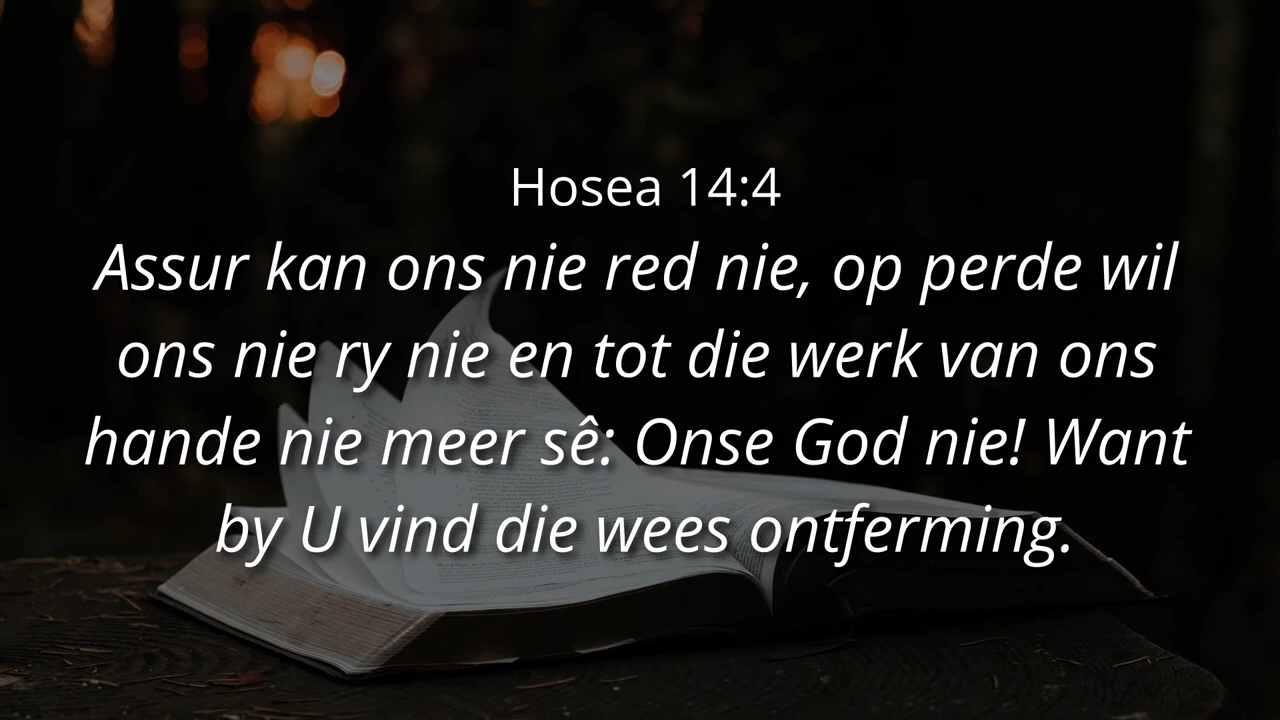 Hosea 14:4
Assur kan ons nie red nie, op perde wil
ons nie ry nie en tot die werk van ons
hande nie meer sê: Onse God nie! Want
by U vind die wees ontferming.